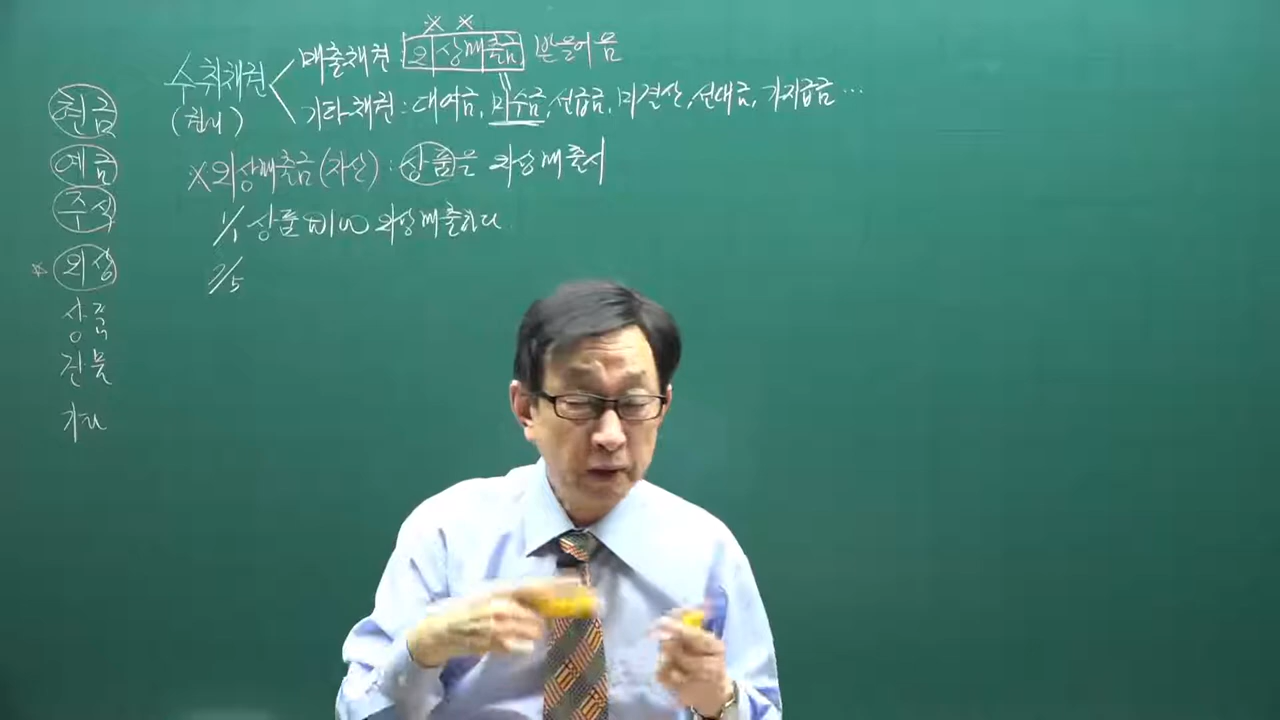 현금
예금
주식
※ 외상
상품
건물
기타
※ ※
수취채권 매출채권 외상매출금 받을어음
(권리) 기타채권 : 대여금, 미수금, 선급금, 미결산, 선대금, 가지급금 …
※외상매출금(자산) : 상품을 외상매출시
1/1 상품 외상매출하다